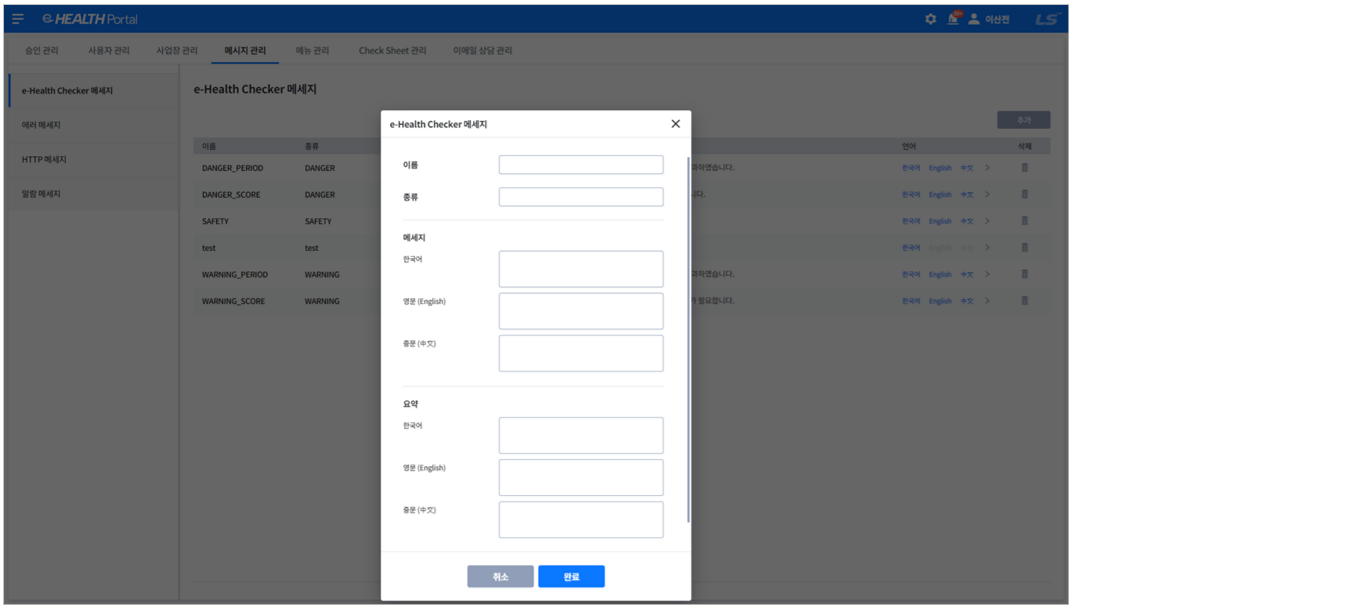 e-HEALTH Portal
이산전
LS
승인 관리 사용자 관리 사업장 관리 메시지 관리 메뉴 관리 Check Sheet 관리 이메일 상담 관리
e-Health Checker 메세지
에러 메세지
HTTP 메세지
알람 메세지
e-Health Checker 메세지
추가
이름 종류 언어 삭제
DANGER_PERIOD DANGER 과하였습니다. 한국어 English 中文
DANGER_SCORE DANGER 니다. 한국어 English 中文
SAFETY SAFETY 한국어 English 中文
test test 한국어 English 中文
WARNING_PERIOD WARNING 과하였습니다. 한국어 English 中文
WARNING_SCORE WARNING 가 필요합니다. 한국어 English 中文
e-Health Checker 메세지
이름
종류
메세지
한국어
영문 (English)
중문 (中文)
요약
한국어
영문 (English)
중문 (中文)
취소 완료